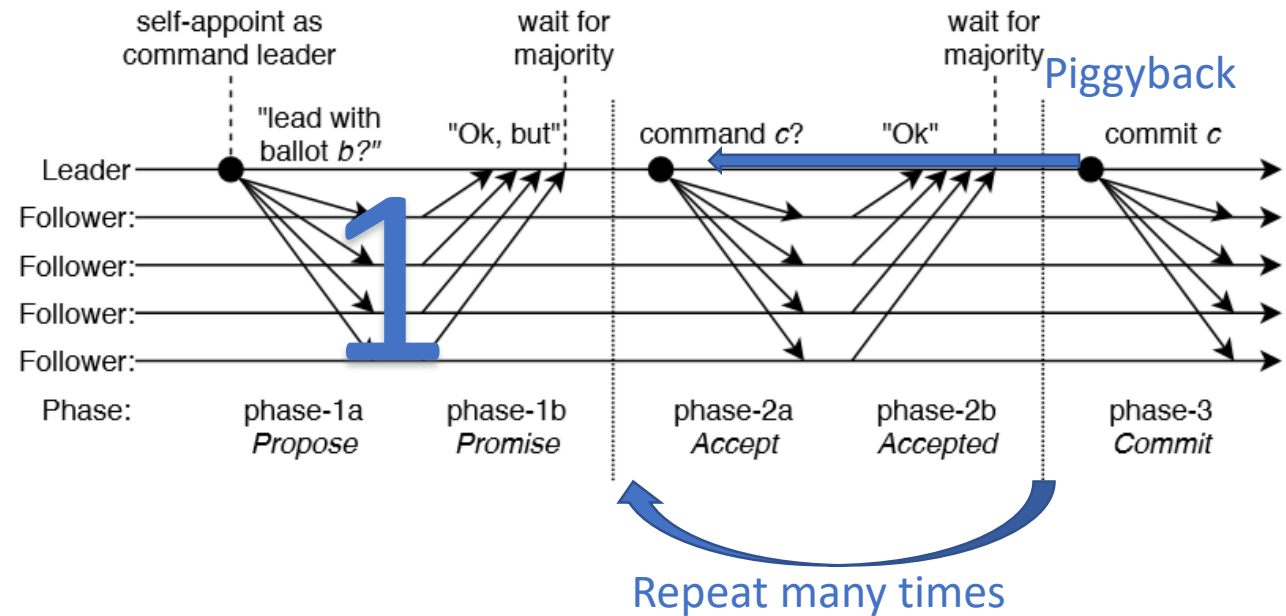 self-appoint as
command leader
wait for
majority
wait for
majority
Piggyback
"lead with
ballot b?"
"Ok, but"
command c?
"Ok"
commit c
Leader
Follower:
Follower:
Follower:
Follower:
1
Phase:
phase-1a
Propose
phase-1b
Promise
phase-2a
Accept
phase-2b
Accepted
phase-3
Commit
Repeat many times